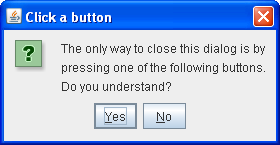 Click a button
The only way to close this dialog is by
pressing one of the following buttons.
Do you understand?
Yes No